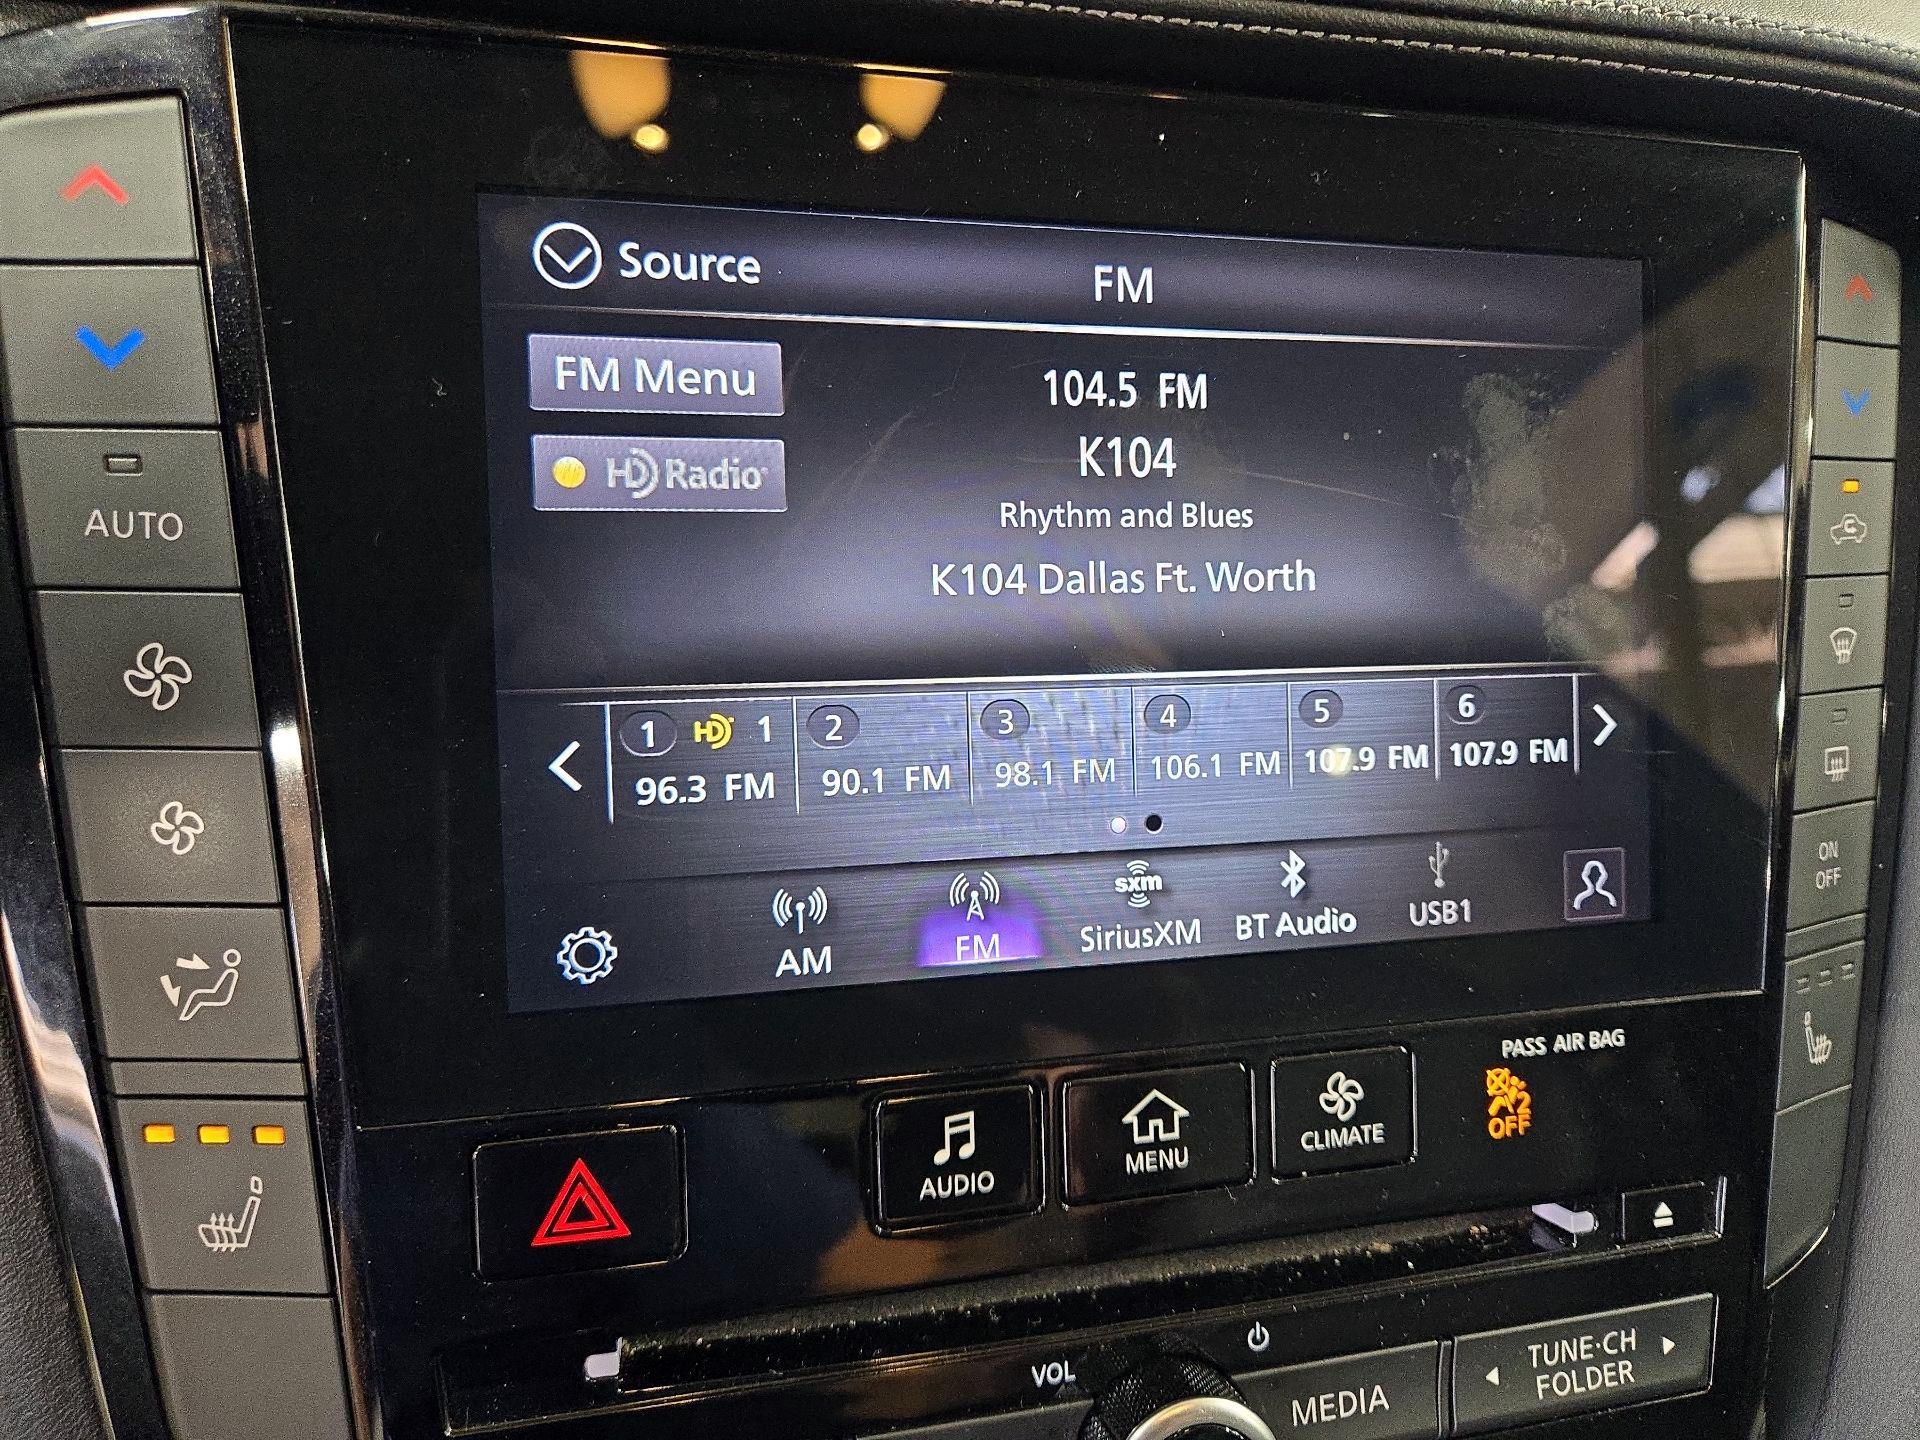 Source
FM
FM Menu
104.5 FM
K104
HD Radio
Rhythm and Blues
K104 Dallas Ft. Worth
AUTO
1 HD 1
96.3 FM
2
90.1 FM
3
98.1 FM
4
106.1 FM
5
107.9 FM
6
107.9 FM
ON
OFF
AM
FM
sxm
SiriusXM
BT Audio
USB1
PASS AIR BAG
2
OFF
AUDIO
MENU
CLIMATE
VOL
MEDIA
TUNE·CH
FOLDER